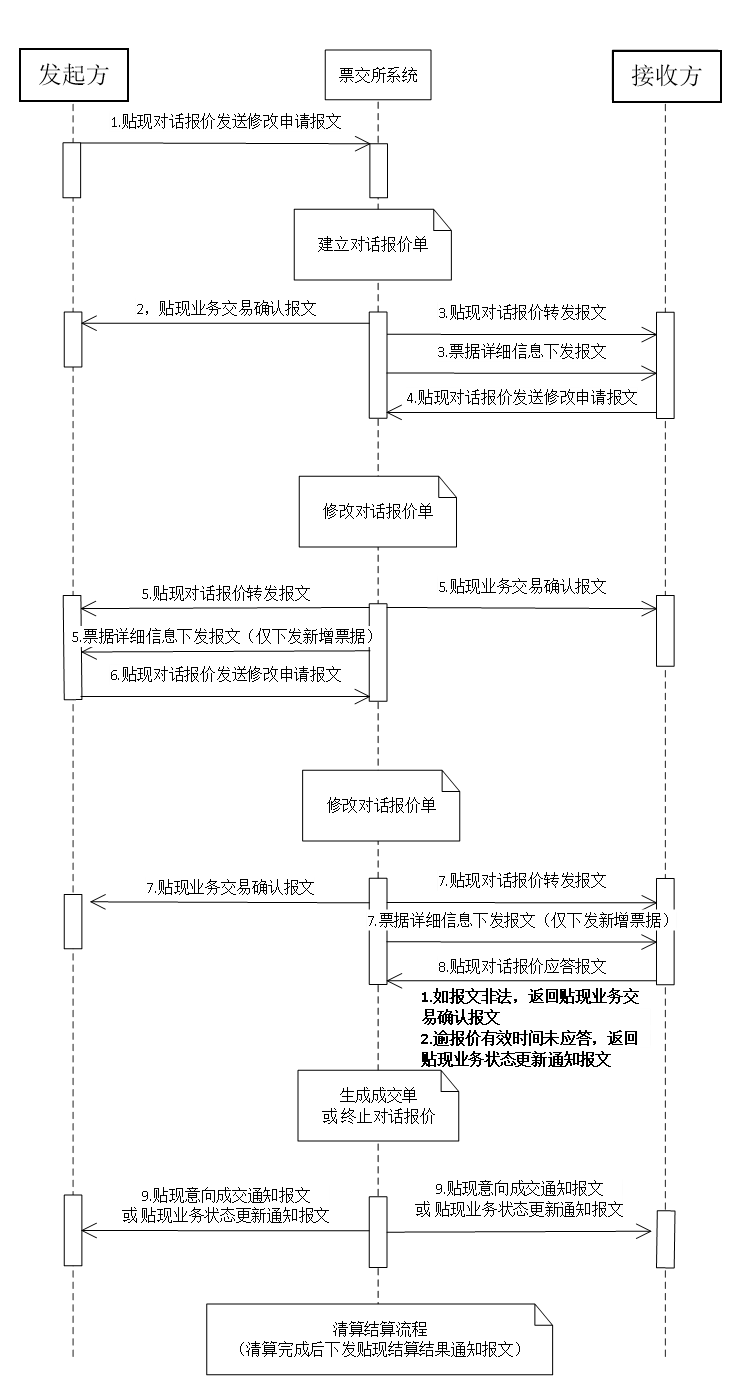 发起方
票交所系统
接收方
1.贴现对话报价发送修改申请报文
建立对话报价单
2，贴现业务交易确认报文
3.贴现对话报价转发报文
3.票据详细信息下发报文
4.贴现对话报价发送修改申请报文
修改对话报价单
5.贴现对话报价转发报文
5.贴现业务交易确认报文
5.票据详细信息下发报文（仅下发新增票据）
6.贴现对话报价发送修改申请报文
修改对话报价单
7.贴现业务交易确认报文
7.贴现对话报价转发报文
7.票据详细信息下发报文（仅下发新增票据）
8.贴现对话报价应答报文
1.如报文非法，返回贴现业务交
易确认报文
2.逾报价有效时间未应答，返回
贴现业务状态更新通知报文
生成成交单
或 终止对话报价
9.贴现意向成交通知报文
或 贴现业务状态更新通知报文
9.贴现意向成交通知报文
或 贴现业务状态更新通知报文
清算结算流程
（清算完成后下发贴现结算结果通知报文）